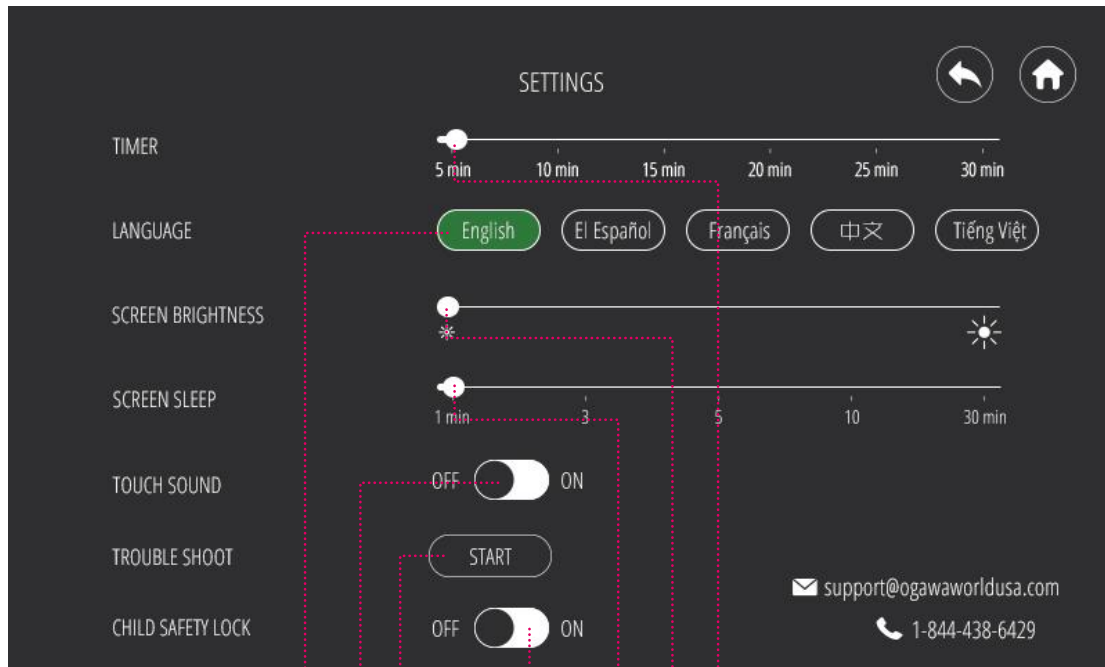 SETTINGS
TIMER
5 min 10 min 15 min 20 min 25 min 30 min
LANGUAGE English El Español Français 中文 Tiếng Việt
SCREEN BRIGHTNESS
SCREEN SLEEP
1 min 3 5 10 30 min
TOUCH SOUND OFF ON
TROUBLE SHOOT START
support@ogawaworldusa.com
CHILD SAFETY LOCK OFF ON 1-844-438-6429